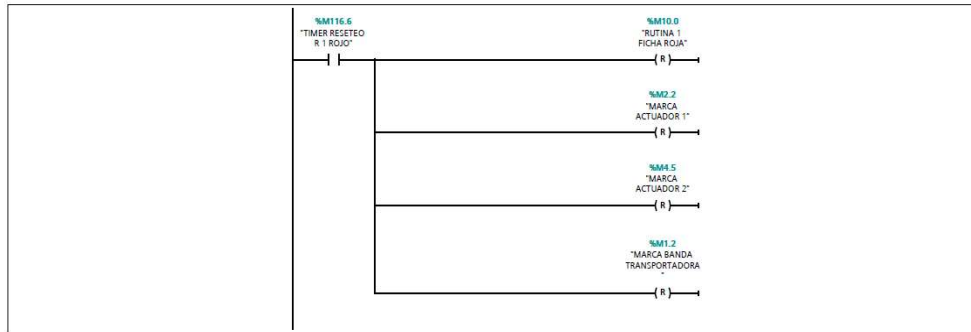 %M116.6
"TIMER RESETEO
R 1 ROJO"
%M10.0
"RUTINA 1
FICHA ROJA"
R
%M2.2
"MARCA
ACTUADOR 1"
R
%M4.5
"MARCA
ACTUADOR 2"
R
%M1.2
"MARCA BANDA
TRANSPORTADORA
"
R